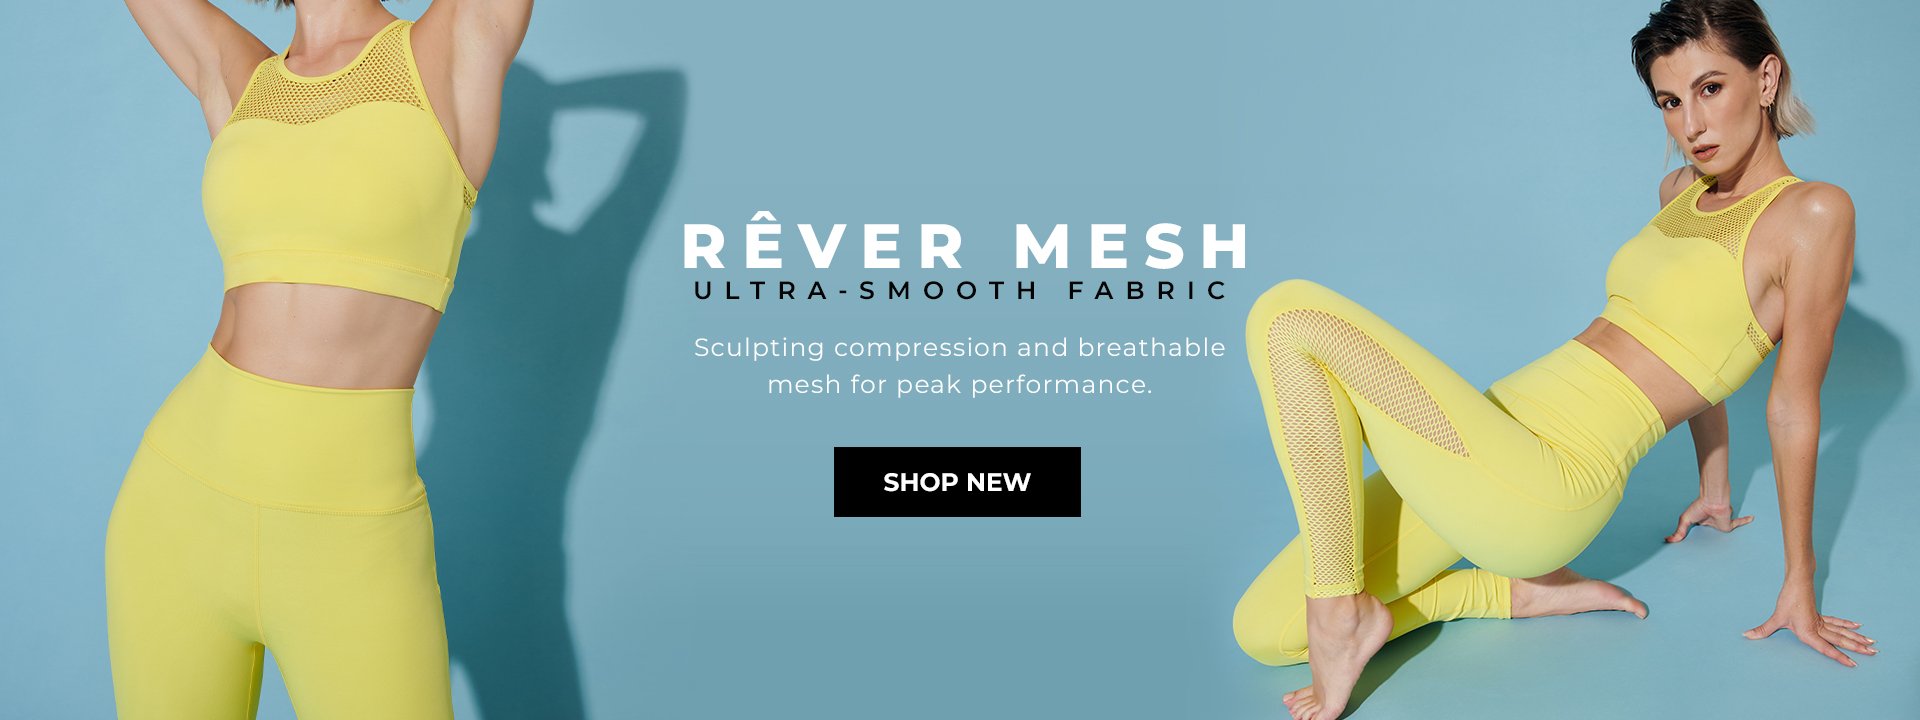 RÊVER MESH
ULTRA-SMOOTH FABRIC
Sculpting compression and breathable
mesh for peak performance.
SHOP NEW